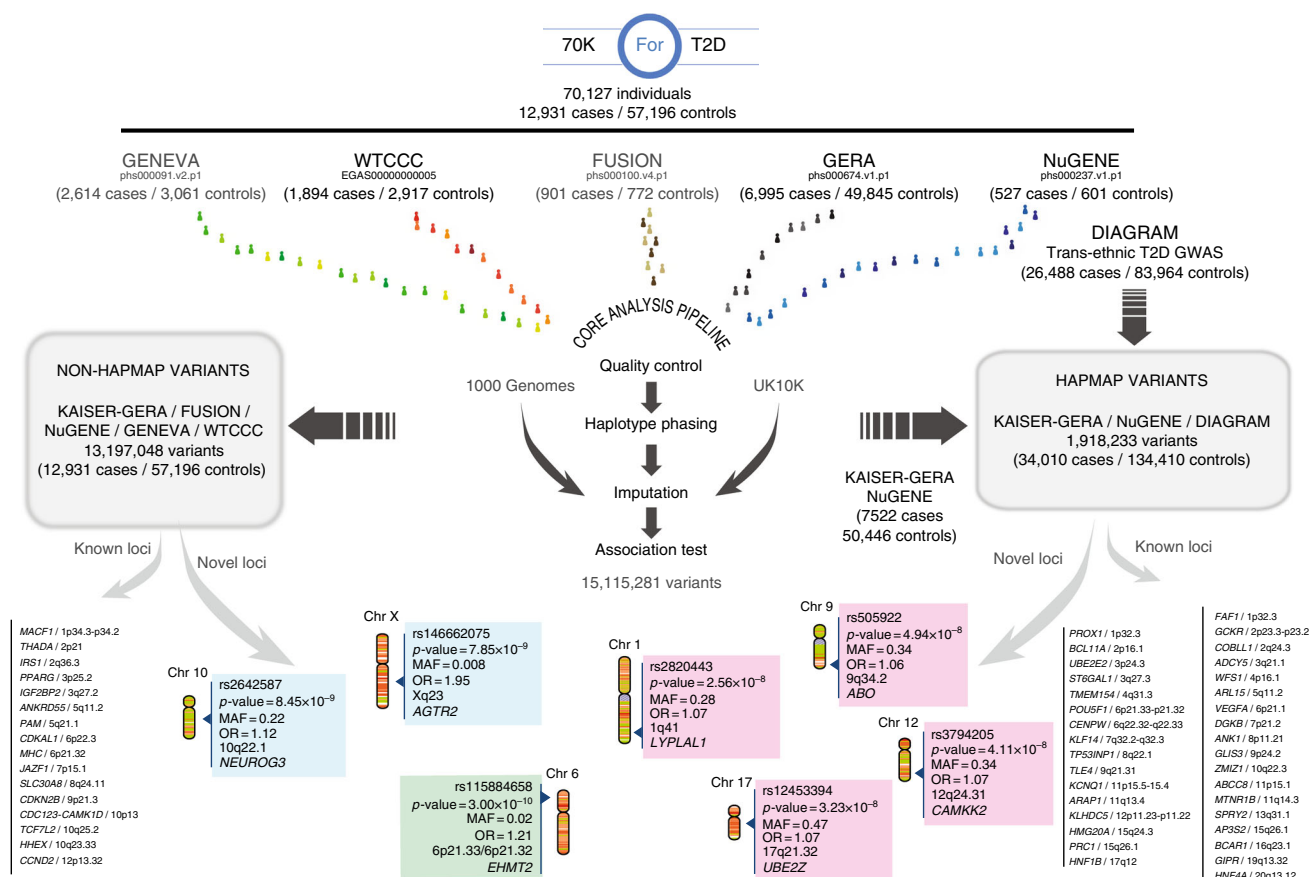 70K For T2D
70,127 individuals
12,931 cases / 57,196 controls
GENEVA
phs000091.v2.p1
(2,614 cases / 3,061 controls)
WTCCC
EGAS00000000005
(1,894 cases / 2,917 controls)
FUSION
phs000100.v4.p1
(901 cases / 772 controls)
GERA
phs000674.v1.p1
(6,995 cases / 49,845 controls)
NuGENE
phs000237.v1.p1
(527 cases / 601 controls)
DIAGRAM
Trans-ethnic T2D GWAS
(26,488 cases / 83,964 controls)
CORE ANALYSIS PIPELINE
Quality control
Haplotype phasing
Imputation
Association test
15,115,281 variants
1000 Genomes
UK10K
NON-HAPMAP VARIANTS
KAISER-GERA / FUSION /
NuGENE / GENEVA / WTCCC
13,197,048 variants
(12,931 cases / 57,196 controls)
HAPMAP VARIANTS
KAISER-GERA / NuGENE / DIAGRAM
1,918,233 variants
(34,010 cases / 134,410 controls)
KAISER-GERA
NuGENE
(7522 cases
50,446 controls)
Known loci
Novel loci
Novel loci
Known loci
MACF1 / 1p34.3-p34.2
THADA / 2p21
IRS1 / 2q36.3
PPARG / 3p25.2
IGF2BP2 / 3q27.2
ANKRD55 / 5q11.2
PAM / 5q21.1
CDKAL1 / 6p22.3
MHC / 6p21.32
JAZF1 / 7p15.1
SLC30A8 / 8q24.11
CDKN2B / 9p21.3
CDC123-CAMK1D / 10p13
TCF7L2 / 10q25.2
HHEX / 10q23.33
CCND2 / 12p13.32
Chr 10
rs2642587
p-value = 8.45×10⁻⁹
MAF = 0.22
OR = 1.12
10q22.1
NEUROG3
Chr X
rs146662075
p-value = 7.85×10⁻⁹
MAF = 0.008
OR = 1.95
Xq23
AGTR2
Chr 6
rs115884658
p-value = 3.00×10⁻¹⁰
MAF = 0.02
OR = 1.21
6p21.33/6p21.32
EHMT2
Chr 1
rs2820443
p-value = 2.56×10⁻⁸
MAF = 0.28
OR = 1.07
1q41
LYPLAL1
Chr 9
rs505922
p-value = 4.94×10⁻⁸
MAF = 0.34
OR = 1.06
9q34.2
ABO
Chr 17
rs12453394
p-value = 3.23×10⁻⁸
MAF = 0.47
OR = 1.07
17q21.32
UBE2Z
Chr 12
rs3794205
p-value = 4.11×10⁻⁸
MAF = 0.34
OR = 1.07
12q24.31
CAMKK2
PROX1 / 1p32.3
BCL11A / 2p16.1
UBE2E2 / 3p24.3
ST6GAL1 / 3q27.3
TMEM154 / 4q31.3
POU5F1 / 6p21.33-p21.32
CENPW / 6q22.32-q22.33
KLF14 / 7q32.2-q32.3
TP53INP1 / 8q22.1
TLE4 / 9q21.31
KCNQ1 / 11p15.5-15.4
ARAP1 / 11q13.4
KLHDC5 / 12p11.23-p11.22
HMG20A / 15q24.3
PRC1 / 15q26.1
HNF1B / 17q12
FAF1 / 1p32.3
GCKR / 2p23.3-p23.2
COBLL1 / 2q24.3
ADCY5 / 3q21.1
WFS1 / 4p16.1
ARL15 / 5q11.2
VEGFA / 6p21.1
DGKB / 7p21.2
ANK1 / 8p11.21
GLIS3 / 9p24.2
ZMIZ1 / 10q22.3
ABCC8 / 11p15.1
MTNR1B / 11q14.3
SPRY2 / 13q31.1
AP3S2 / 15q26.1
BCAR1 / 16q23.1
GIPR / 19q13.32
HNF4A / 20q13.12